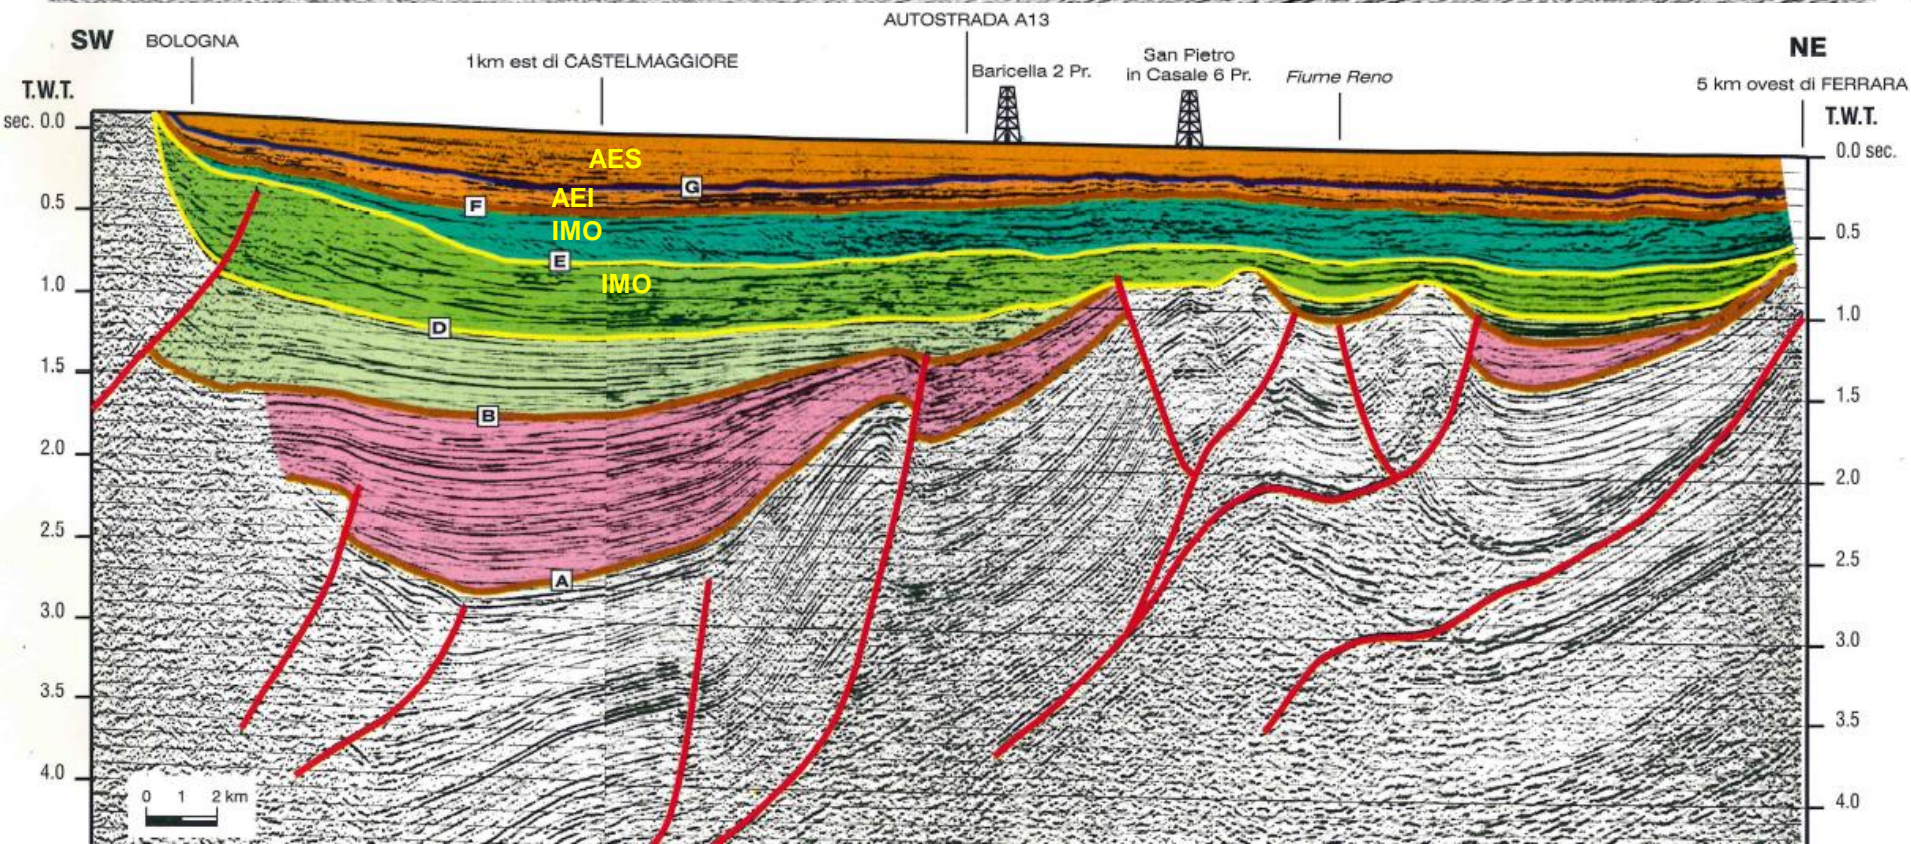 AUTOSTRADA A13
SW
BOLOGNA
1km est di CASTELMAGGIORE
Baricella 2 Pr.
San Pietro
in Casale 6 Pr.
Fiume Reno
NE
5 km ovest di FERRARA
T.W.T.
T.W.T.
sec. 0.0
0.0 sec.
AES
G
AEI
F
0.5
IMO
0.5
E
IMO
1.0
1.0
D
1.5
1.5
B
2.0
2.0
2.5
2.5
A
3.0
3.0
3.5
3.5
4.0
4.0
0 1 2 km